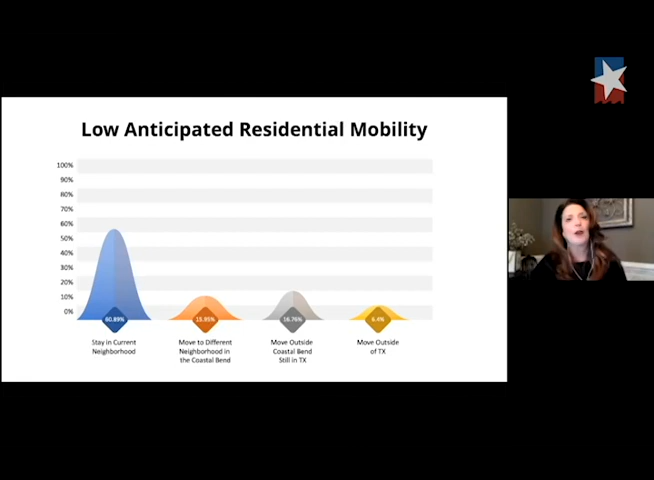 Low Anticipated Residential Mobility
100%
90%
80%
70%
60%
50%
40%
30%
20%
10%
0%
60.89%
15.95%
16.76%
6.4%
Stay in Current
Neighborhood
Move to Different
Neighborhood in
the Coastal Bend
Move Outside
Coastal Bend
Still in TX
Move Outside
of TX